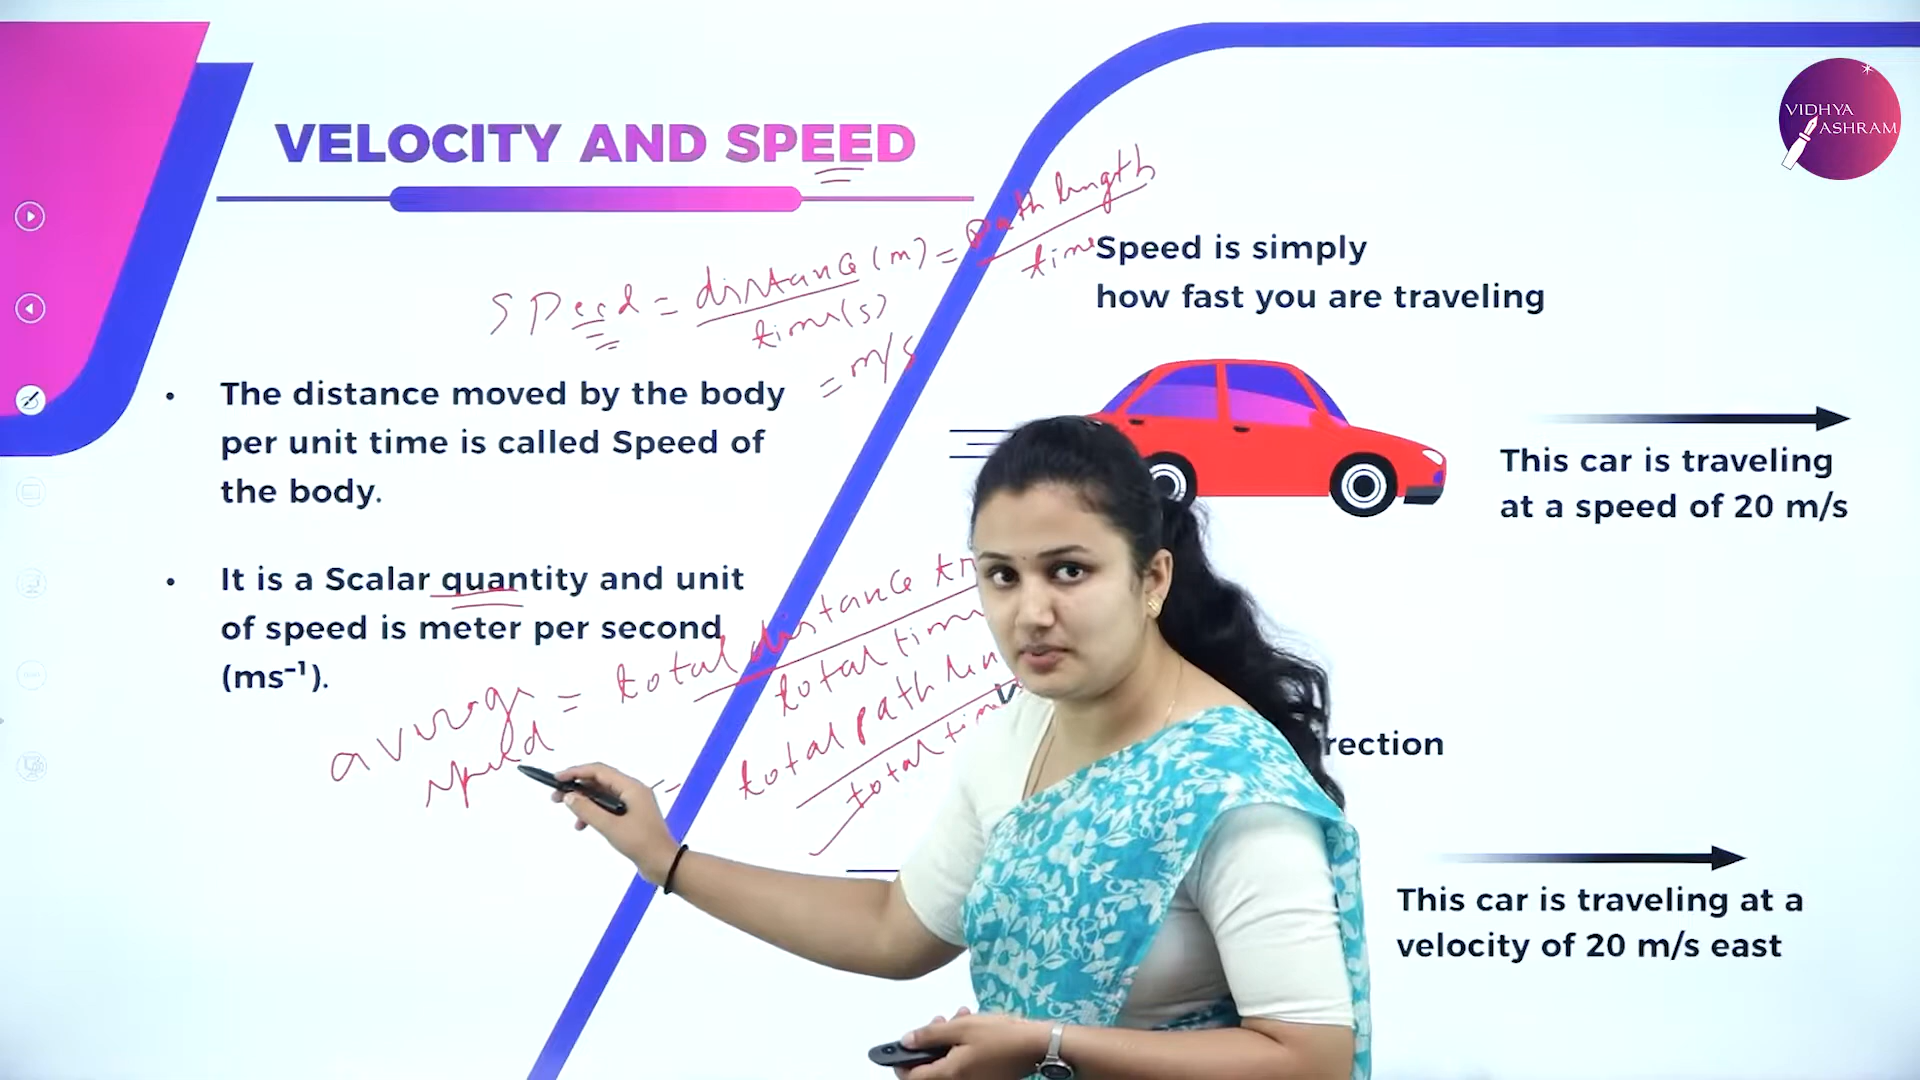 VELOCITY AND SPEED
VIDHYA
ASHRAM
speed = distance (m) = Path length
time(s) time
= m/s
Speed is simply
how fast you are traveling
• The distance moved by the body
per unit time is called Speed of
the body.
This car is traveling
at a speed of 20 m/s
• It is a Scalar quantity and unit
of speed is meter per second
(ms⁻¹).
average speed = total distance
total time
= total path
total time
rection
This car is traveling at a
velocity of 20 m/s east